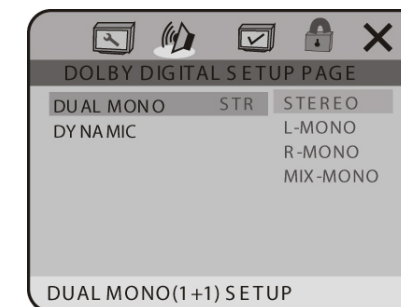 DOLBY DIGITAL SETUP PAGE
DUAL MONO STR STEREO
DYNAMIC L-MONO
R-MONO
MIX-MONO
DUAL MONO(1+1) SETUP